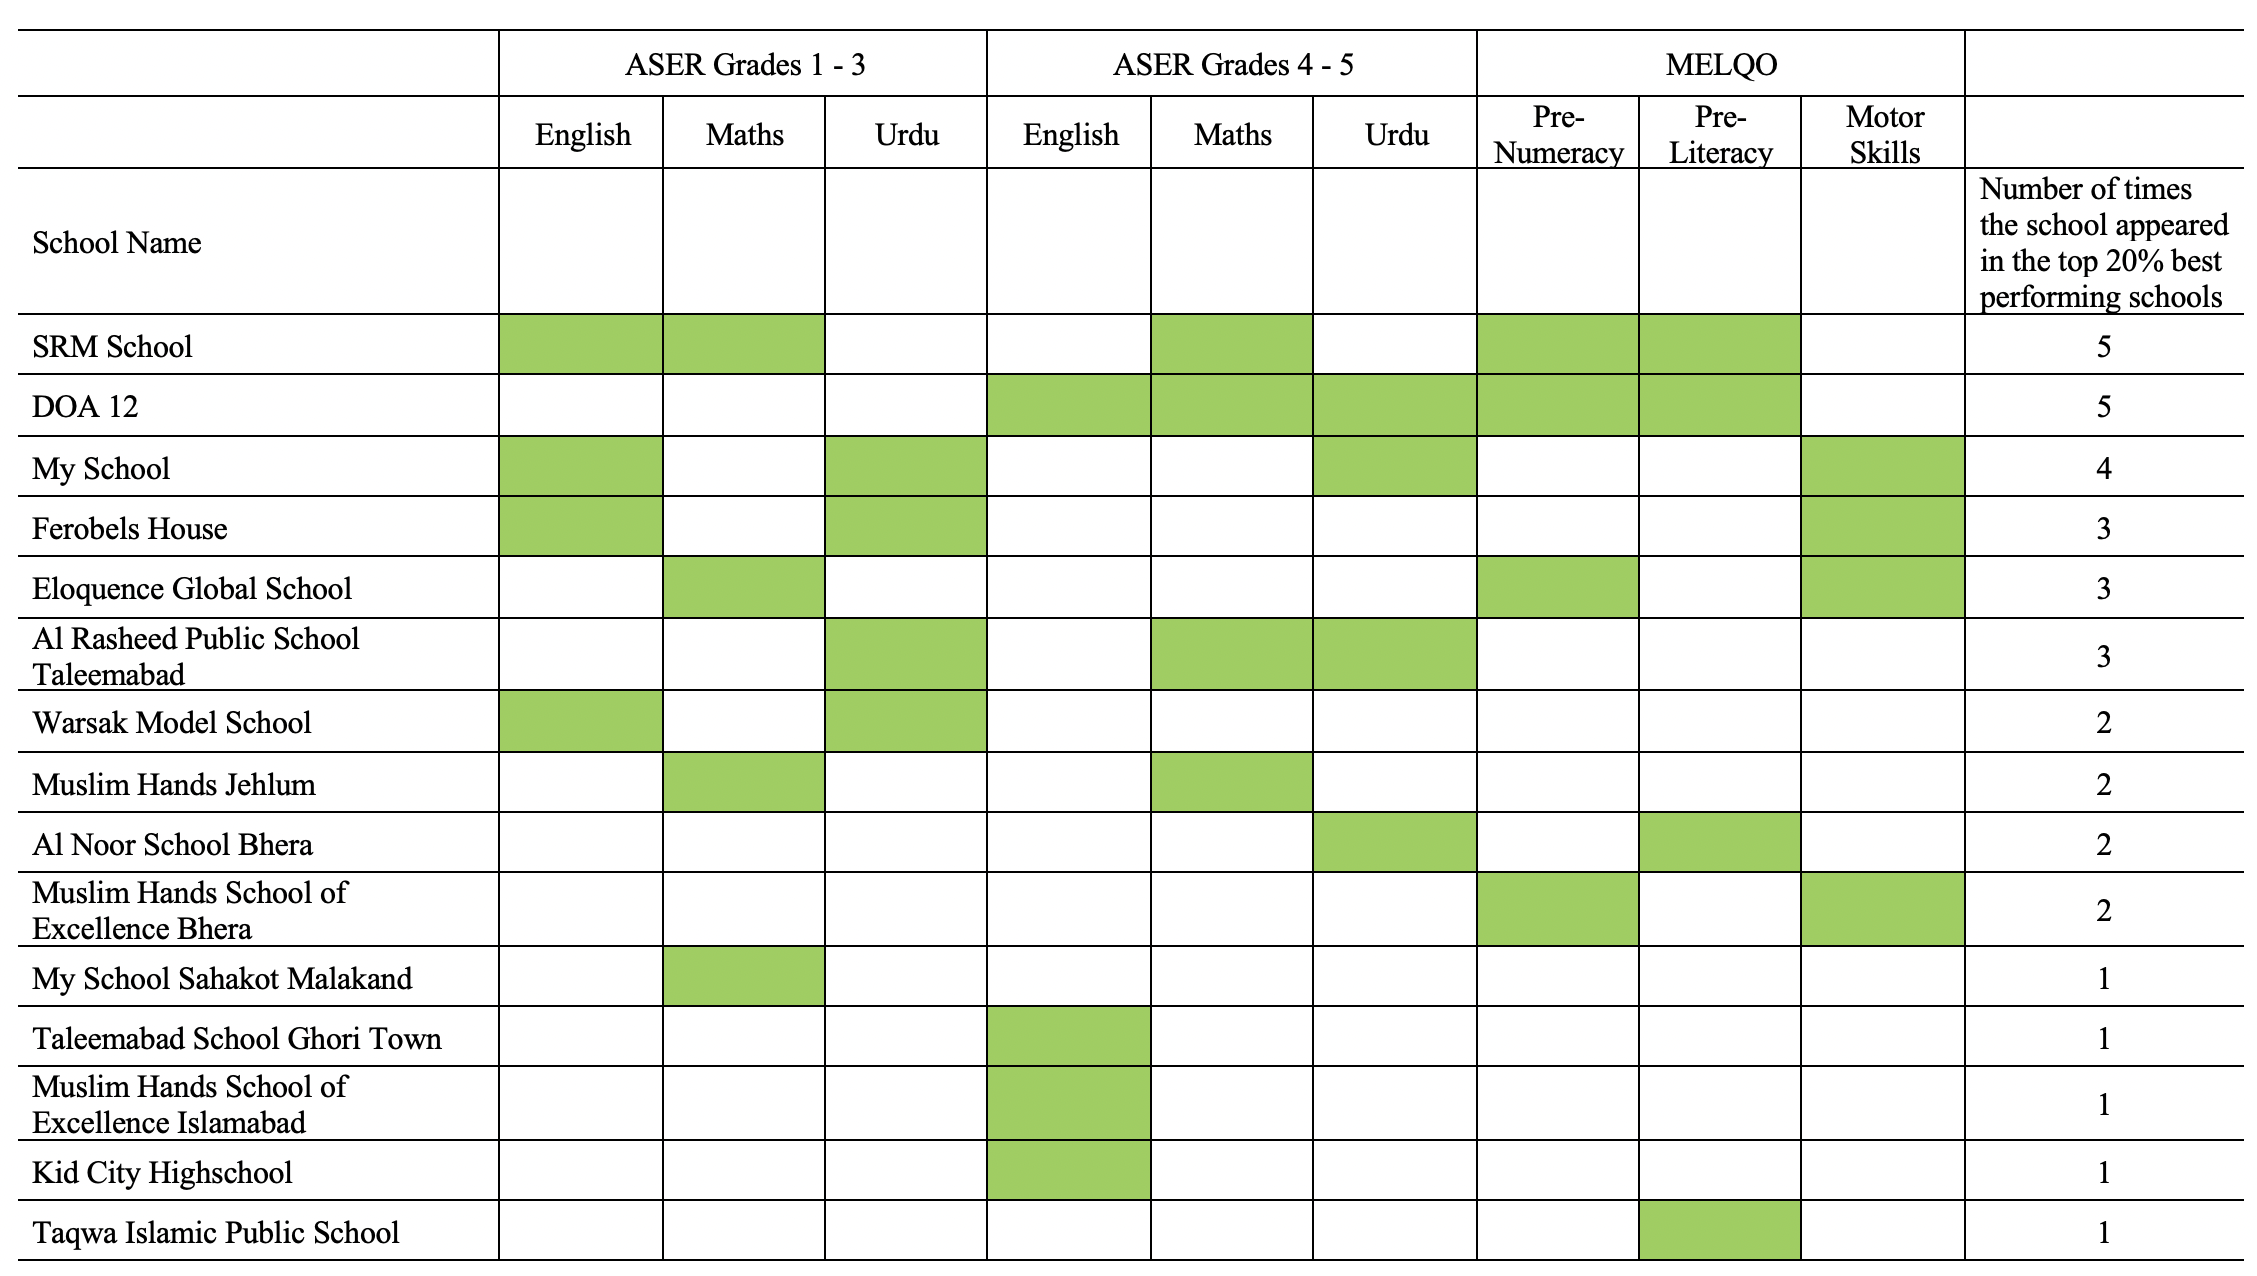 ASER Grades 1 - 3 ASER Grades 4 - 5 MELQO
English Maths Urdu English Maths Urdu Pre- Pre- Motor
Numeracy Literacy Skills
School Name
Number of times
the school appeared
in the top 20% best
performing schools
SRM School 5
DOA 12 5
My School 4
Ferobels House 3
Eloquence Global School 3
Al Rasheed Public School
Taleemabad 3
Warsak Model School 2
Muslim Hands Jehlum 2
Al Noor School Bhera 2
Muslim Hands School of
Excellence Bhera 2
My School Sahakot Malakand 1
Taleemabad School Ghori Town 1
Muslim Hands School of
Excellence Islamabad 1
Kid City Highschool 1
Taqwa Islamic Public School 1